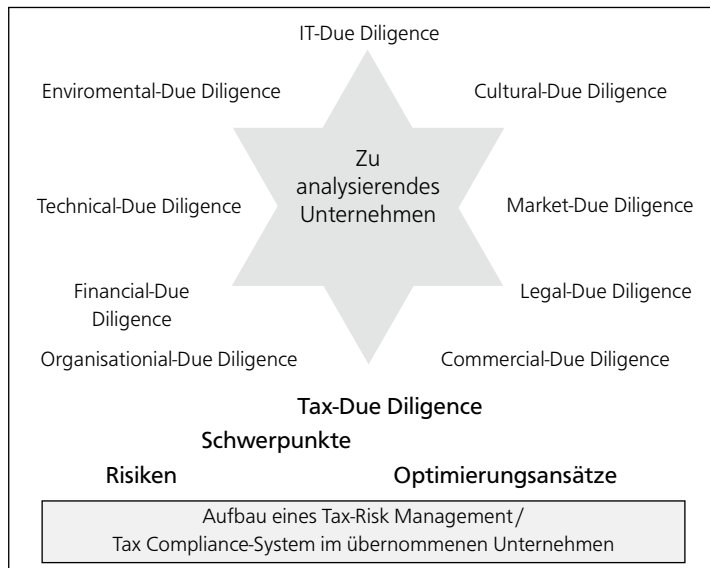 IT-Due Diligence
Enviromental-Due Diligence
Cultural-Due Diligence
Zu
analysierendes
Unternehmen
Technical-Due Diligence
Market-Due Diligence
Financial-Due
Diligence
Legal-Due Diligence
Organisationial-Due Diligence
Commercial-Due Diligence
Tax-Due Diligence
Schwerpunkte
Risiken
Optimierungsansätze
Aufbau eines Tax-Risk Management/
Tax Compliance-System im übernommenen Unternehmen